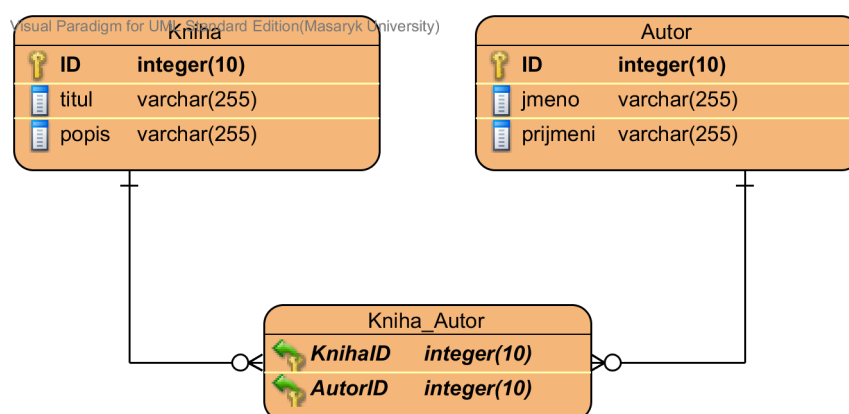 Visual Paradigm for UML Standard Edition(Masaryk University)
Kniha
ID integer(10)
titul varchar(255)
popis varchar(255)
Autor
ID integer(10)
jmeno varchar(255)
prijmeni varchar(255)
Kniha_Autor
KnihaID integer(10)
AutorID integer(10)